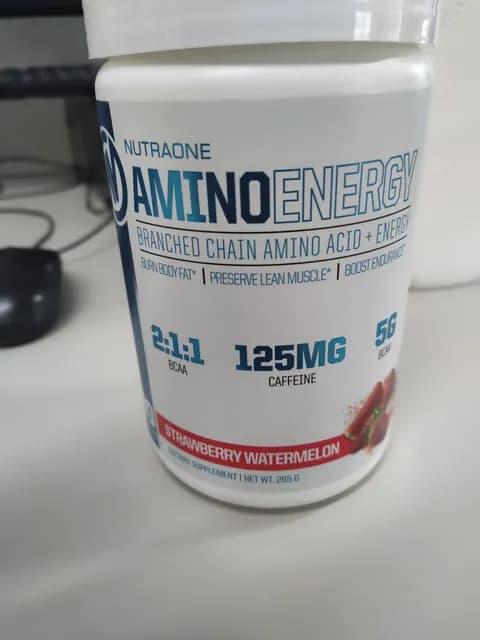 NUTRAONE
AMINOENERGY
BRANCHED CHAIN AMINO ACID + ENERGY
BURN BODY FAT* | PRESERVE LEAN MUSCLE* | BOOST ENDURANCE*
2:1:1
BCAA
125MG
CAFFEINE
5G
BCAA
STRAWBERRY WATERMELON
DIETARY SUPPLEMENT | NET WT. 285 G